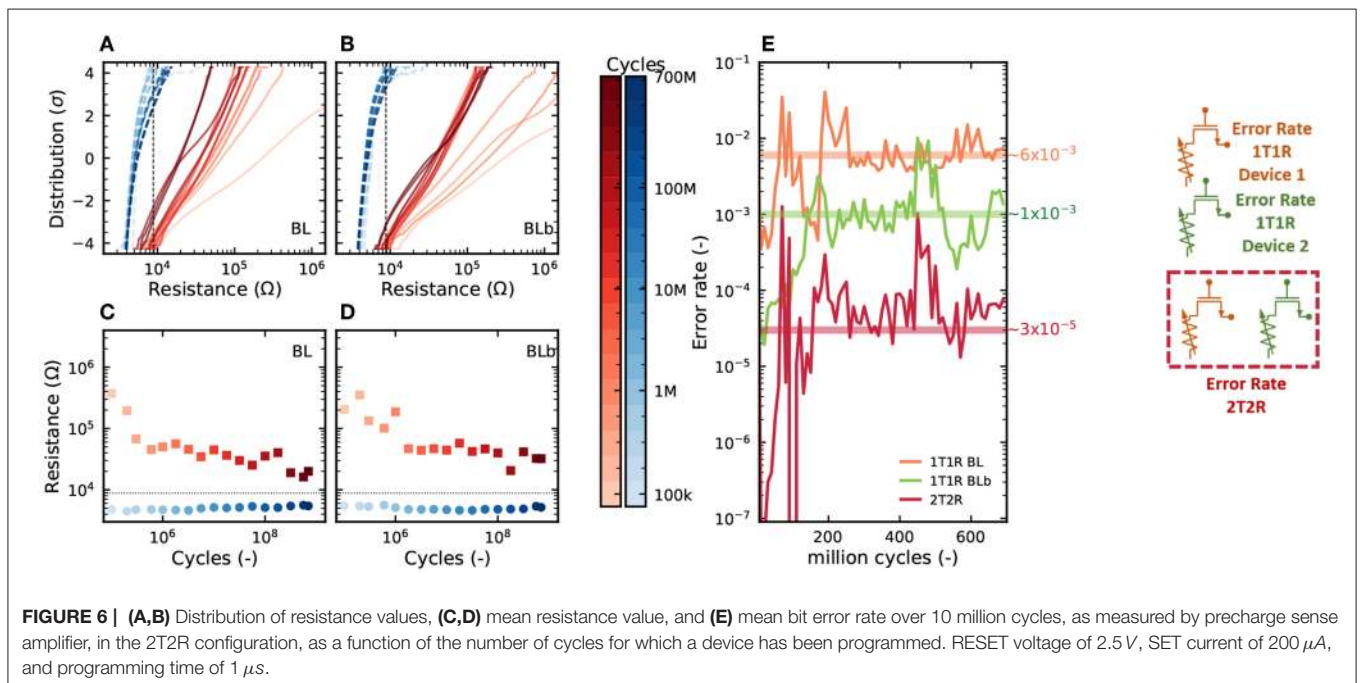 A
B
4
2
0
−2
−4
Distribution (σ)
BL
BLb
10⁴ 10⁵ 10⁶
10⁴ 10⁵ 10⁶
Resistance (Ω)
Resistance (Ω)
C
D
BL
BLb
10⁶
10⁵
10⁴
Resistance (Ω)
10⁶ 10⁸
10⁶ 10⁸
Cycles (-)
Cycles (-)
Cycles
700M
100M
10M
1M
100k
E
10⁻¹
10⁻²
10⁻³
10⁻⁴
10⁻⁵
10⁻⁶
10⁻⁷
Error rate (-)
~6x10⁻³
~1x10⁻³
~3x10⁻⁵
1T1R BL
1T1R BLb
2T2R
200 400 600
million cycles (-)
Error Rate
1T1R
Device 1
Error Rate
1T1R
Device 2
Error Rate
2T2R
FIGURE 6 | (A,B) Distribution of resistance values, (C,D) mean resistance value, and (E) mean bit error rate over 10 million cycles, as measured by precharge sense
amplifier, in the 2T2R configuration, as a function of the number of cycles for which a device has been programmed. RESET voltage of 2.5 V, SET current of 200 μA,
and programming time of 1 μs.